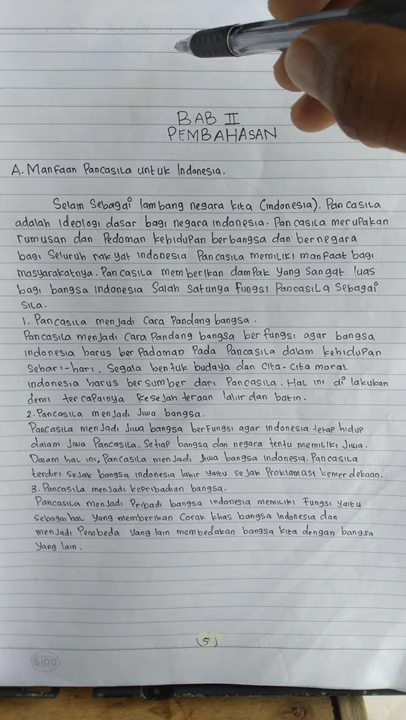 BAB II
PEMBAHASAN
A. Manfaan Pancasila untuk Indonesia.
Selain Sebagai lambang negara kita (indonesia). Pancasila
adalah Ideologi dasar bagi negara indonesia. Pancasila merupakan
rumusan dan Pedoman kehidupan berbangsa dan bernegara
bagi Seluruh rakyat indonesia Pancasila memiliki manfaat bagi
masyarakatnya. Pancasila memberikan dampak yang sangat luas
bagi bangsa indonesia Salah Satunya fungsi Pancasila Sebagai
Sila.
1. Pancasila menjadi Cara Pandang bangsa.
Pancasila menjadi Cara Pandang bangsa berfungsi agar bangsa
indonesia harus berPadoman Pada Pancasila dalam kehidupan
Sehari-hari. Segala bentuk budaya dan cita-cita moral
indonesia harus bersumber dari Pancasila. Hal ini di lakukan
demi tercapainya kesejahteraan lahir dan batin.
2. Pancasila menjadi Jiwa bangsa.
Pancasila menjadi Jiwa bangsa berfungsi agar indonesia tetap hidup
dalam Jiwa Pancasila. Setiap bangsa dan negara tentu memiliki Jiwa.
Dalam hal ini, Pancasila menjadi Jiwa bangsa indonesia. Pancasila
terdiri Sejak bangsa indonesia lahir yaitu sejak Proklamasi kemerdekaan.
3. Pancasila menjadi kepribadian bangsa.
Pancasila menjadi Pribadi bangsa indonesia memiliki fungsi yaitu
Sebagai hal yang memberikan Corak khas bangsa indonesia dan
menjadi Pembeda yang lain membedakan bangsa kita dengan bangsa
yang lain.
(5)
SIDU